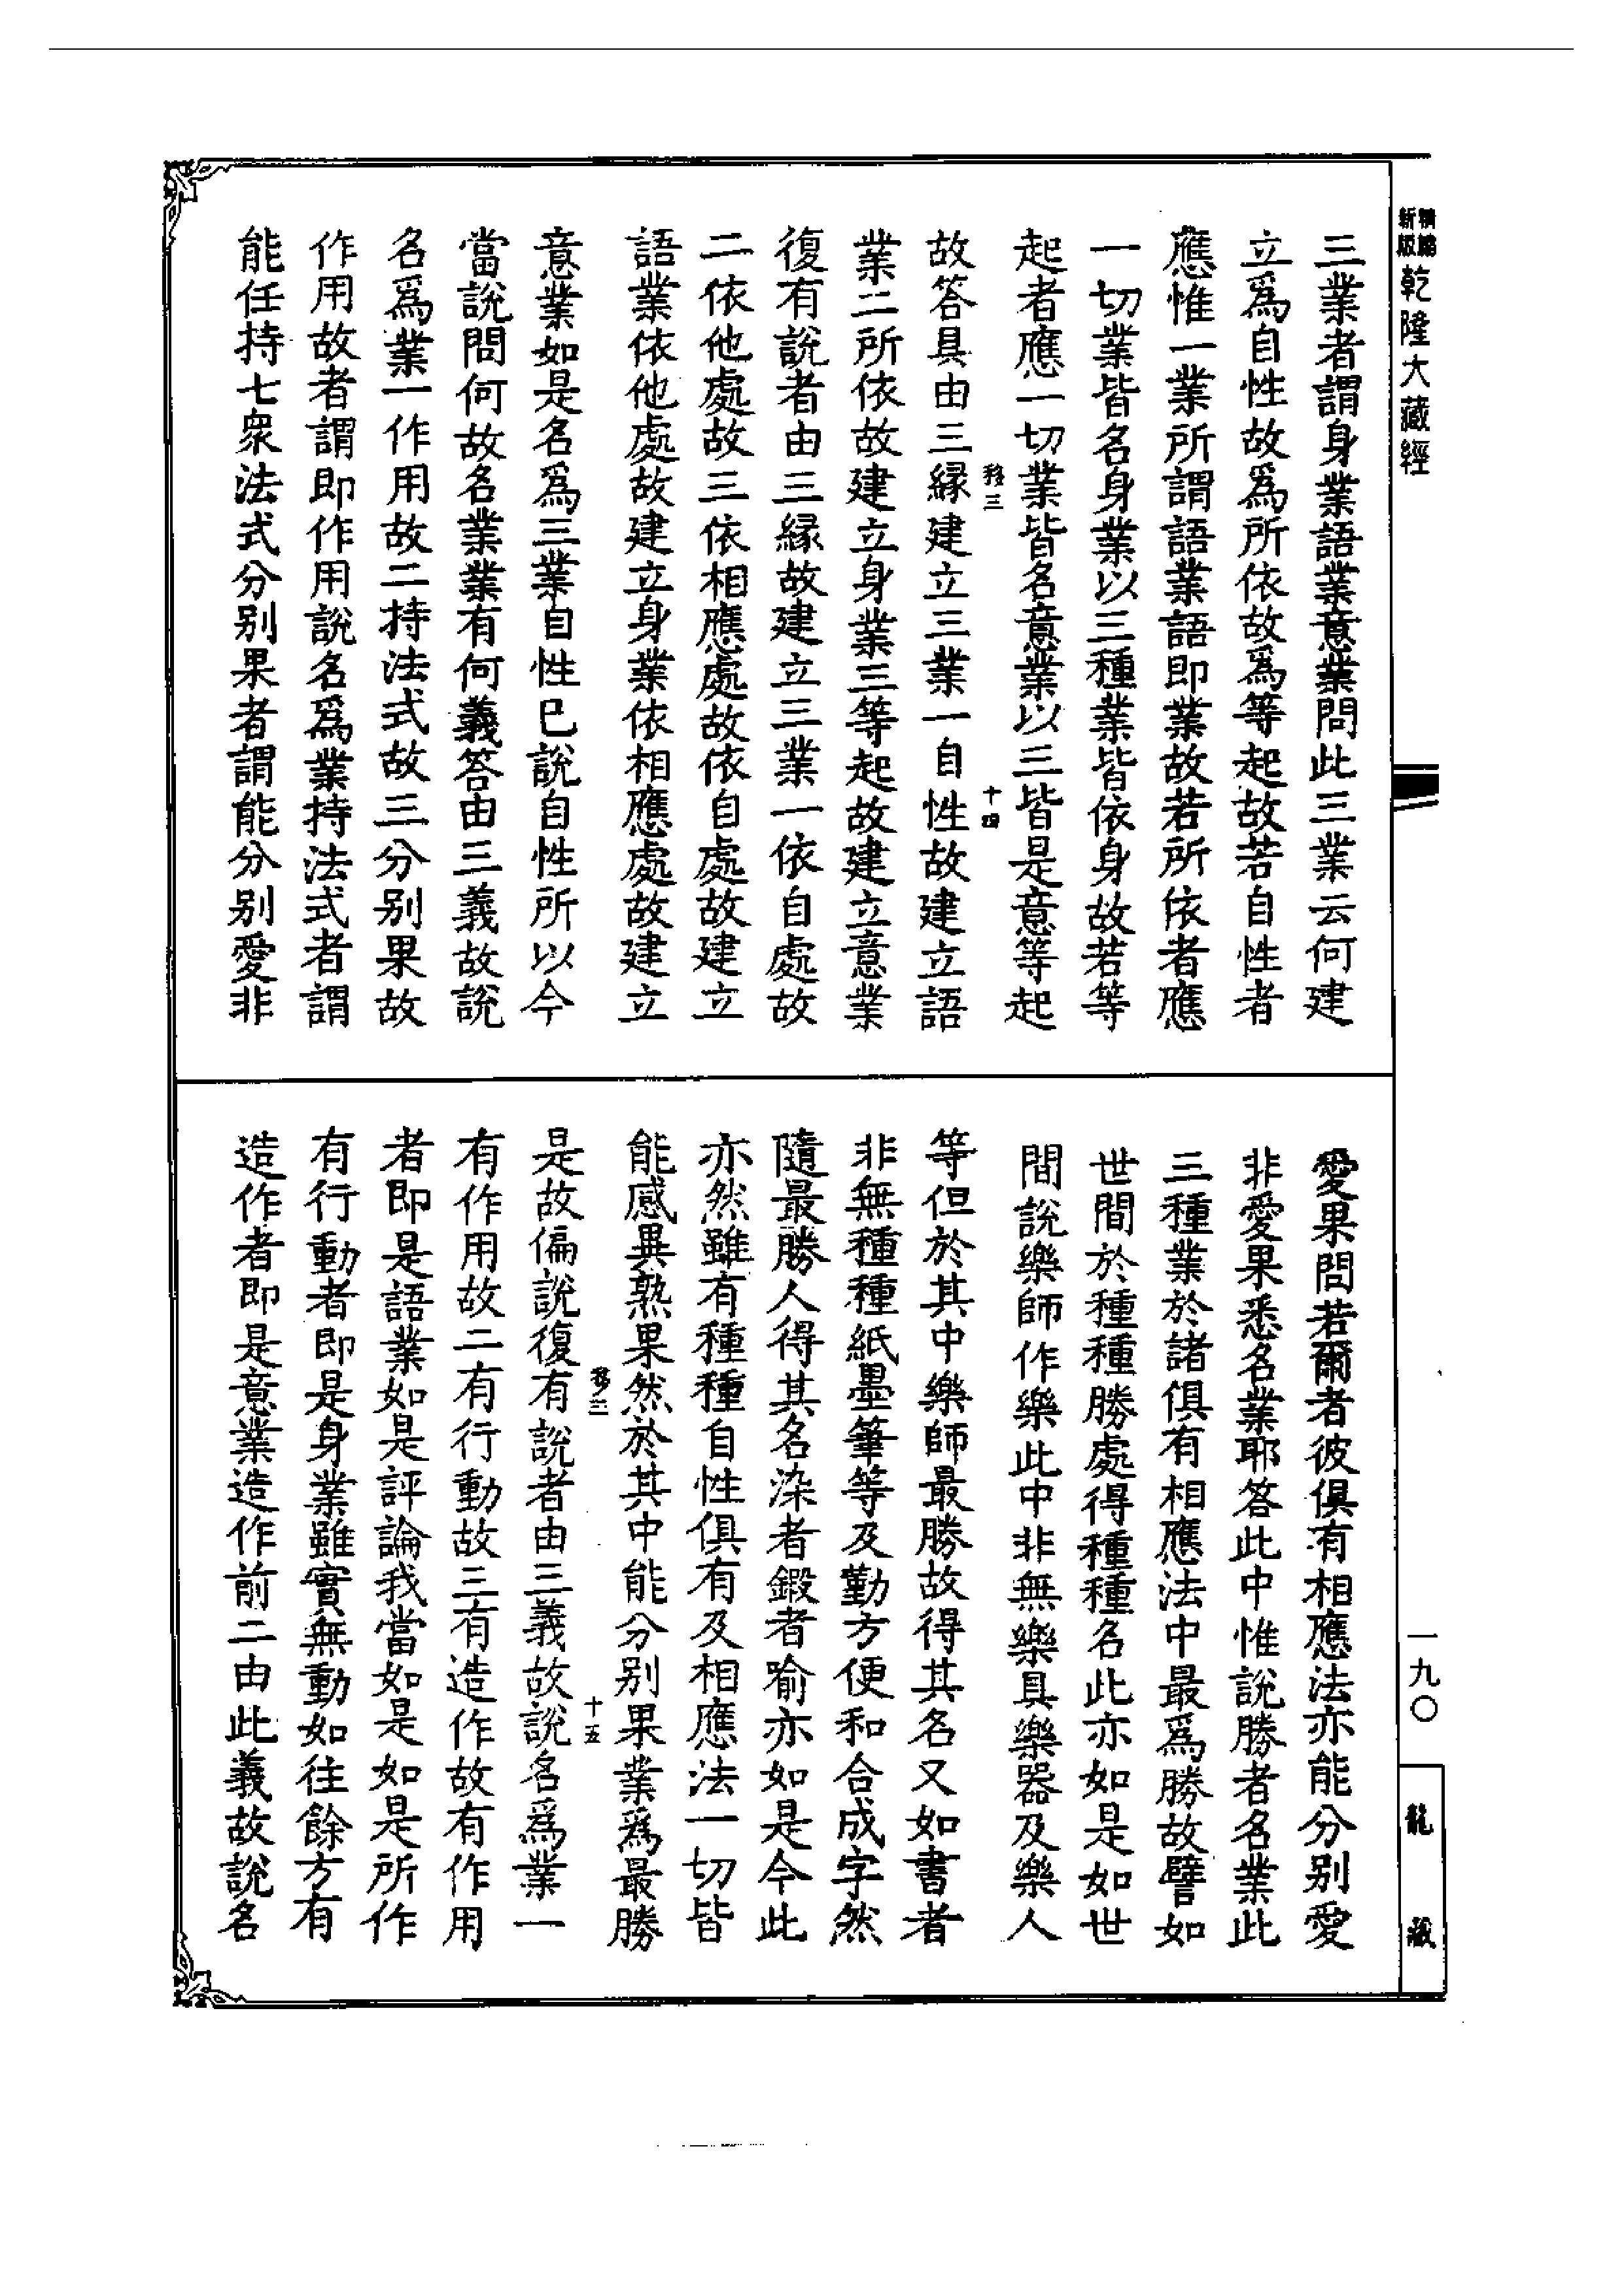 精編
新版
乾隆大藏經
三業者謂身業語業意業問此三業云何建
立爲自性故爲所依故爲等起故若自性者
應惟一業所謂語業語即業故若所依者應
一切業皆名身業以三種業皆依身故若等
起者應一切業皆名意業以三皆是意等起
移三
十四
故答具由三緣建立三業一自性故建立語
業二所依故建立身業三等起故建立意業
復有說者由三緣故建立三業一依自處故
二依他處故三依相應處故依自處故建立
語業依他處故建立身業依相應處故建立
意業如是名爲三業自性巳說自性所以今
當說問何故名業業有何義答由三義故說
名爲業一作用故二持法式故三分别果故
作用故者謂即作用說名爲業持法式者謂
能任持七衆法式分别果者謂能分别愛非
愛果問若爾者彼俱有相應法亦能分别愛
非愛果悉名業耶答此中惟說勝者名業此
三種業於諸俱有相應法中最爲勝故譬如
世間於種種勝處得種種名此亦如是如世
間說樂師作樂此中非無樂具樂器及樂人
等但於其中樂師最勝故得其名又如書者
非無種種紙墨筆等及勤方便和合成字然
隨最勝人得其名染者鍛者喻亦如是今此
亦然雖有種種自性俱有及相應法一切皆
能感異熟果然於其中能分别果業爲最勝
移三
十五
是故偏說復有說者由三義故說名爲業一
有作用故二有行動故三有造作故有作用
者即是語業如是評論我當如是如是所作
有行動者即是身業雖實無動如往餘方有
造作者即是意業造作前二由此義故說名
一九〇
龍藏